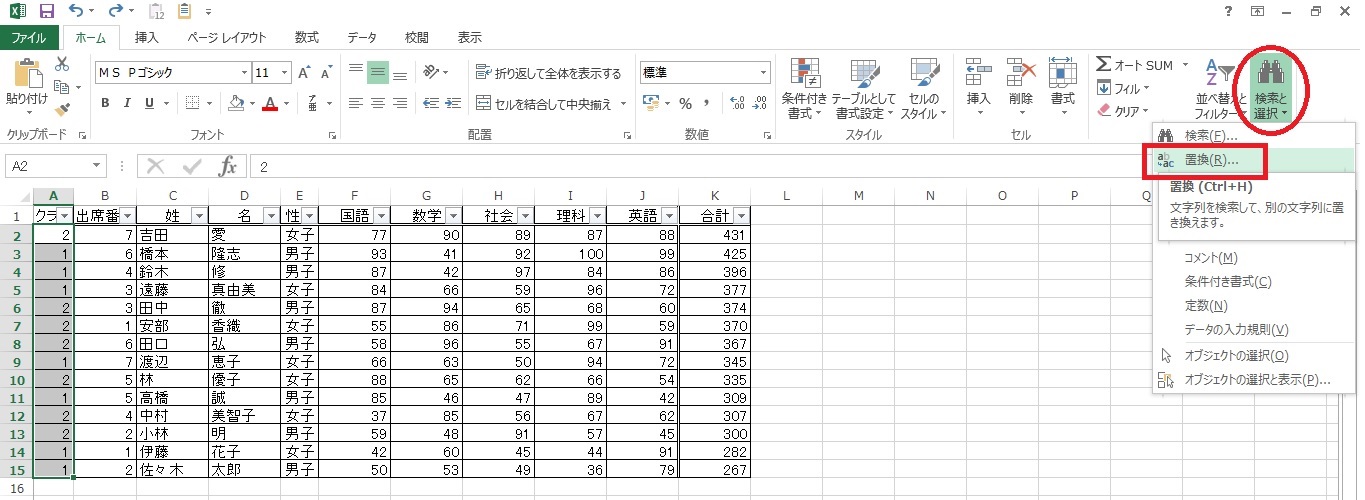 12
?
ファイル ホーム 挿入 ページ レイアウト 数式 データ 校閲 表示
貼り付け
MS Pゴシック 11 A A
B I U A 亜
折り返して全体を表示する
セルを結合して中央揃え
標準
% ,
条件付き書式
テーブルとして書式設定
セルのスタイル
挿入 削除 書式
Σ オート SUM
フィル
クリア
並べ替えとフィルター
検索と選択
クリップボード フォント 配置 数値 スタイル セル
検索(F)...
置換(R)...
置換 (Ctrl+H)
文字列を検索して、別の文字列に置き換えます。
コメント(M)
条件付き書式(C)
定数(N)
データの入力規則(V)
オブジェクトの選択(O)
オブジェクトの選択と表示(P)...
A2 fx 2
A B C D E F G H I J K L M N O P Q
1 クラ 出席番 姓 名 性 国語 数学 社会 理科 英語 合計
2 2 7 吉田 愛 女子 77 90 89 87 88 431
3 1 6 橋本 隆志 男子 93 41 92 100 99 425
4 1 4 鈴木 修 男子 87 42 97 84 86 396
5 1 3 遠藤 真由美 女子 84 66 59 96 72 377
6 2 3 田中 徹 男子 87 94 65 68 60 374
7 2 1 安部 香織 女子 55 86 71 99 59 370
8 2 6 田口 弘 男子 58 96 55 67 91 367
9 1 7 渡辺 恵子 女子 66 63 50 94 72 345
10 2 5 林 優子 女子 88 65 62 66 54 335
11 1 5 高橋 誠 男子 85 46 47 89 42 309
12 2 4 中村 美智子 女子 37 85 56 67 62 307
13 2 2 小林 明 男子 59 48 91 57 45 300
14 1 1 伊藤 花子 女子 42 60 45 44 91 282
15 1 2 佐々木 太郎 男子 50 53 49 36 79 267
16